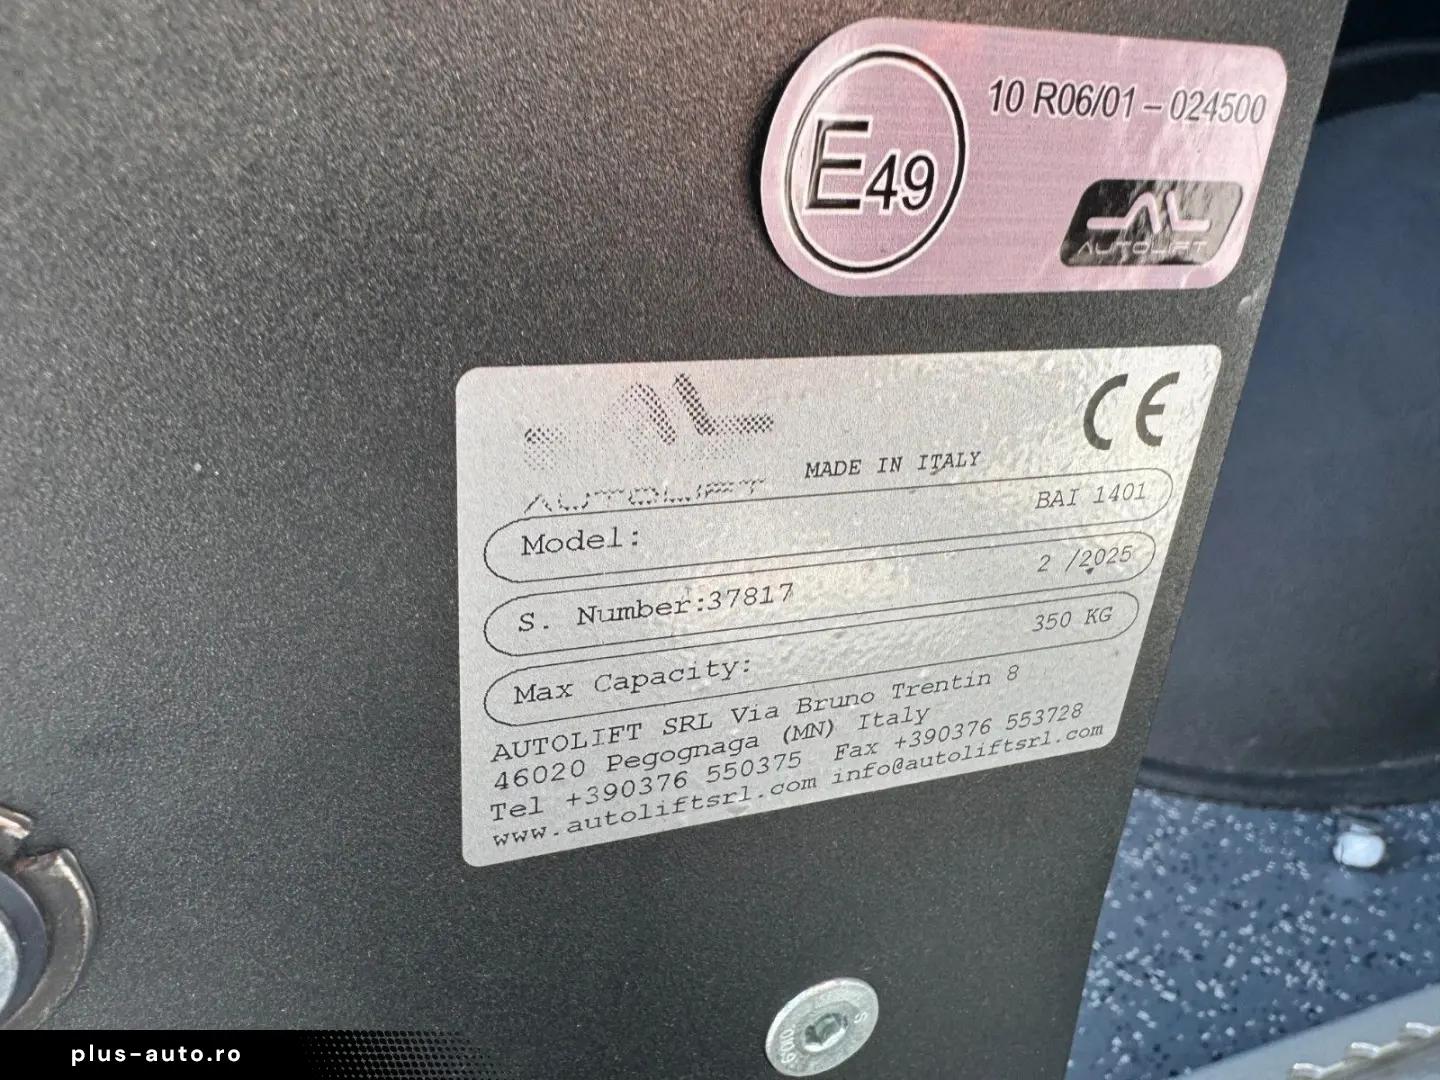 10 R06/01 – 024500
E49
AUTOLIFT
AUTOLIFT
MADE IN ITALY
CE
Model: BAI 1401
S. Number:37817 2 /2025
Max Capacity: 350 KG
AUTOLIFT SRL Via Bruno Trentin 8
46020 Pegognaga (MN) Italy
Tel +390376 550375 Fax +390376 553728
www.autoliftsrl.com info@autoliftsrl.com
plus-auto.ro